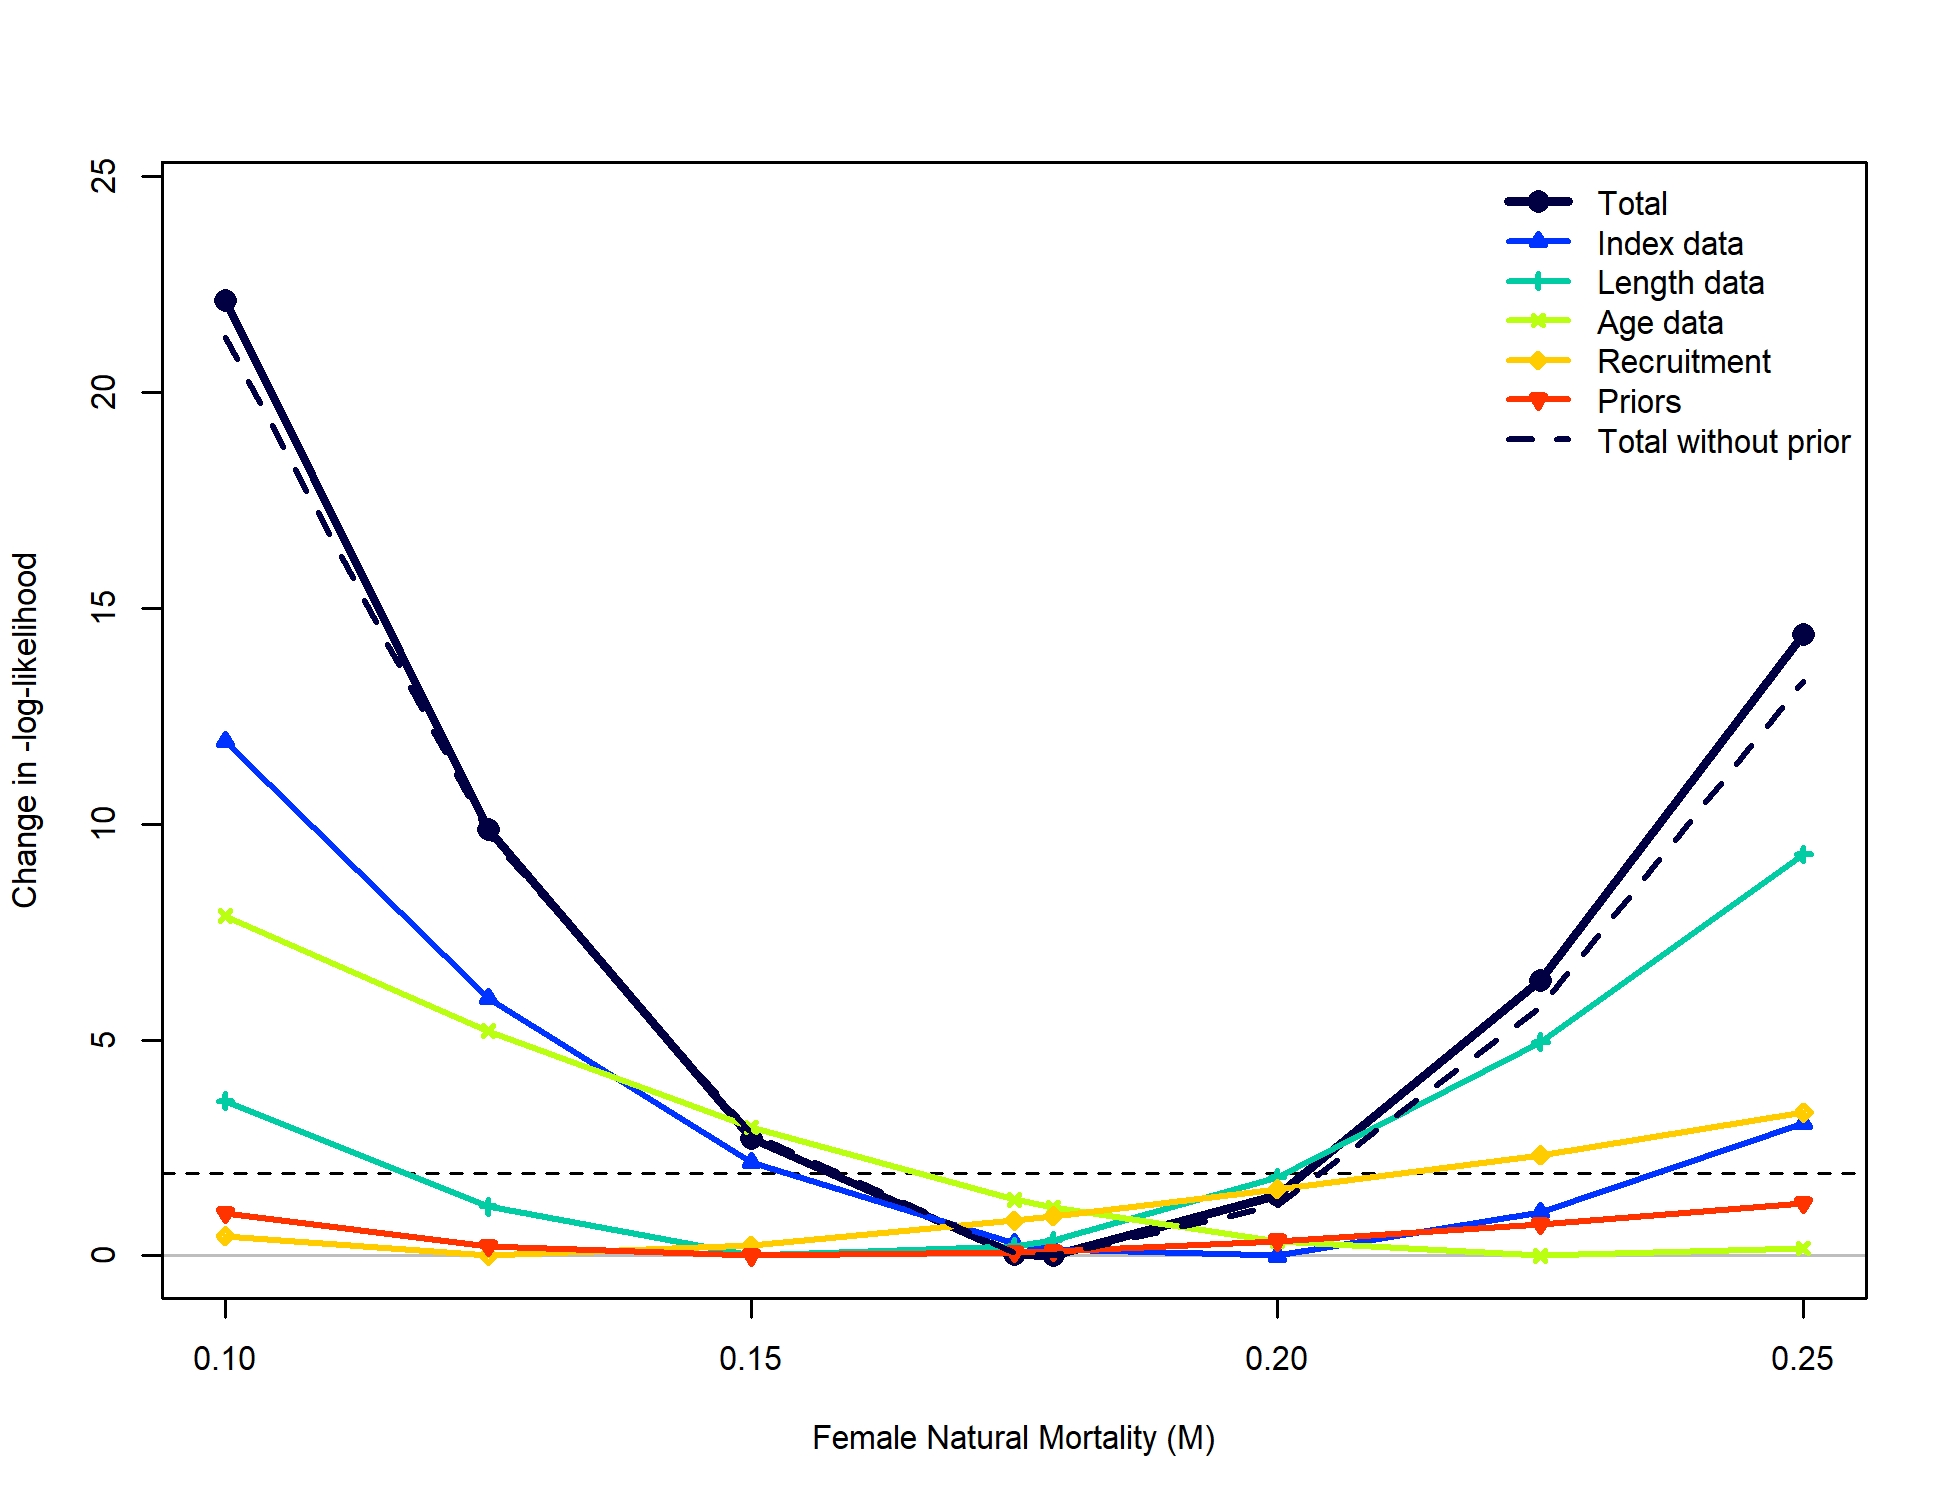 25
20
15
10
5
0
Change in -log-likelihood
Total
Index data
Length data
Age data
Recruitment
Priors
Total without prior
0.10 0.15 0.20 0.25
Female Natural Mortality (M)